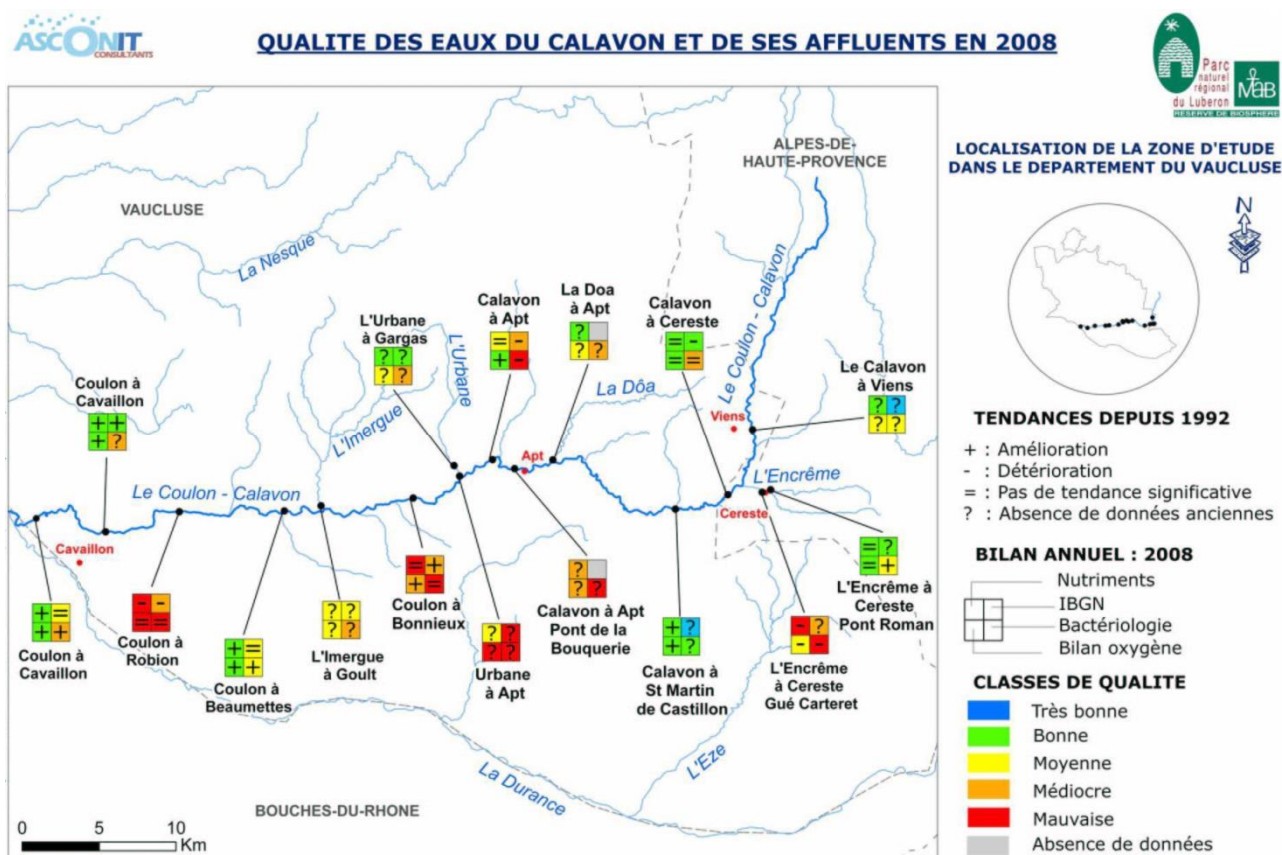 ASCONIT
CONSULTANTS
QUALITE DES EAUX DU CALAVON ET DE SES AFFLUENTS EN 2008
Parc
naturel
régional
du Luberon
MAB
RESERVE DE BIOSPHERE
LOCALISATION DE LA ZONE D'ETUDE
DANS LE DEPARTEMENT DU VAUCLUSE
N
ALPES-DE-
HAUTE-PROVENCE
VAUCLUSE
La Nesque
Le Coulon - Calavon
L'Urbane
à Gargas
? ?
? ?
L'Urbane
Calavon
à Apt
= -
+ -
La Doa
à Apt
?
? ?
Calavon
à Cereste
= -
= =
Le Calavon
à Viens
? ?
? ?
Coulon à
Cavaillon
+ +
+ ?
L'Imergue
La Dôa
Viens
Apt
L'Encrême
Le Coulon - Calavon
Cereste
Cavaillon
+ =
+ +
Coulon à
Cavaillon
- -
= =
Coulon à
Robion
+ =
+ +
Coulon à
Beaumettes
? ?
? ?
L'Imergue
à Goult
= +
+ =
Coulon à
Bonnieux
? ?
? ?
Urbane
à Apt
?
? ?
Calavon à Apt
Pont de la
Bouquerie
+ ?
+ ?
Calavon à
St Martin
de Castillon
- ?
- -
L'Encrême
à Cereste
Gué Carteret
= ?
= +
L'Encrême à
Cereste
Pont Roman
L'Eze
La Durance
BOUCHES-DU-RHONE
0 5 10
Km
TENDANCES DEPUIS 1992
+ : Amélioration
- : Détérioration
= : Pas de tendance significative
? : Absence de données anciennes
BILAN ANNUEL : 2008
Nutriments
IBGN
Bactériologie
Bilan oxygène
CLASSES DE QUALITE
Très bonne
Bonne
Moyenne
Médiocre
Mauvaise
Absence de données